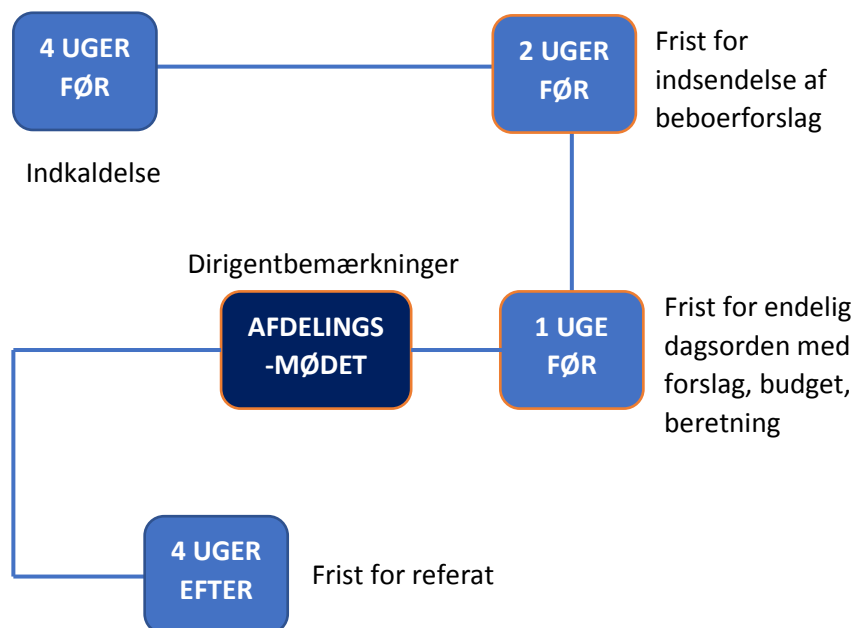 4 UGER
FØR
2 UGER
FØR
Frist for
indsendelse af
beboerforslag
Indkaldelse
Dirigentbemærkninger
AFDELINGS
-MØDET
1 UGE
FØR
Frist for endelig
dagsorden med
forslag, budget,
beretning
4 UGER
EFTER
Frist for referat